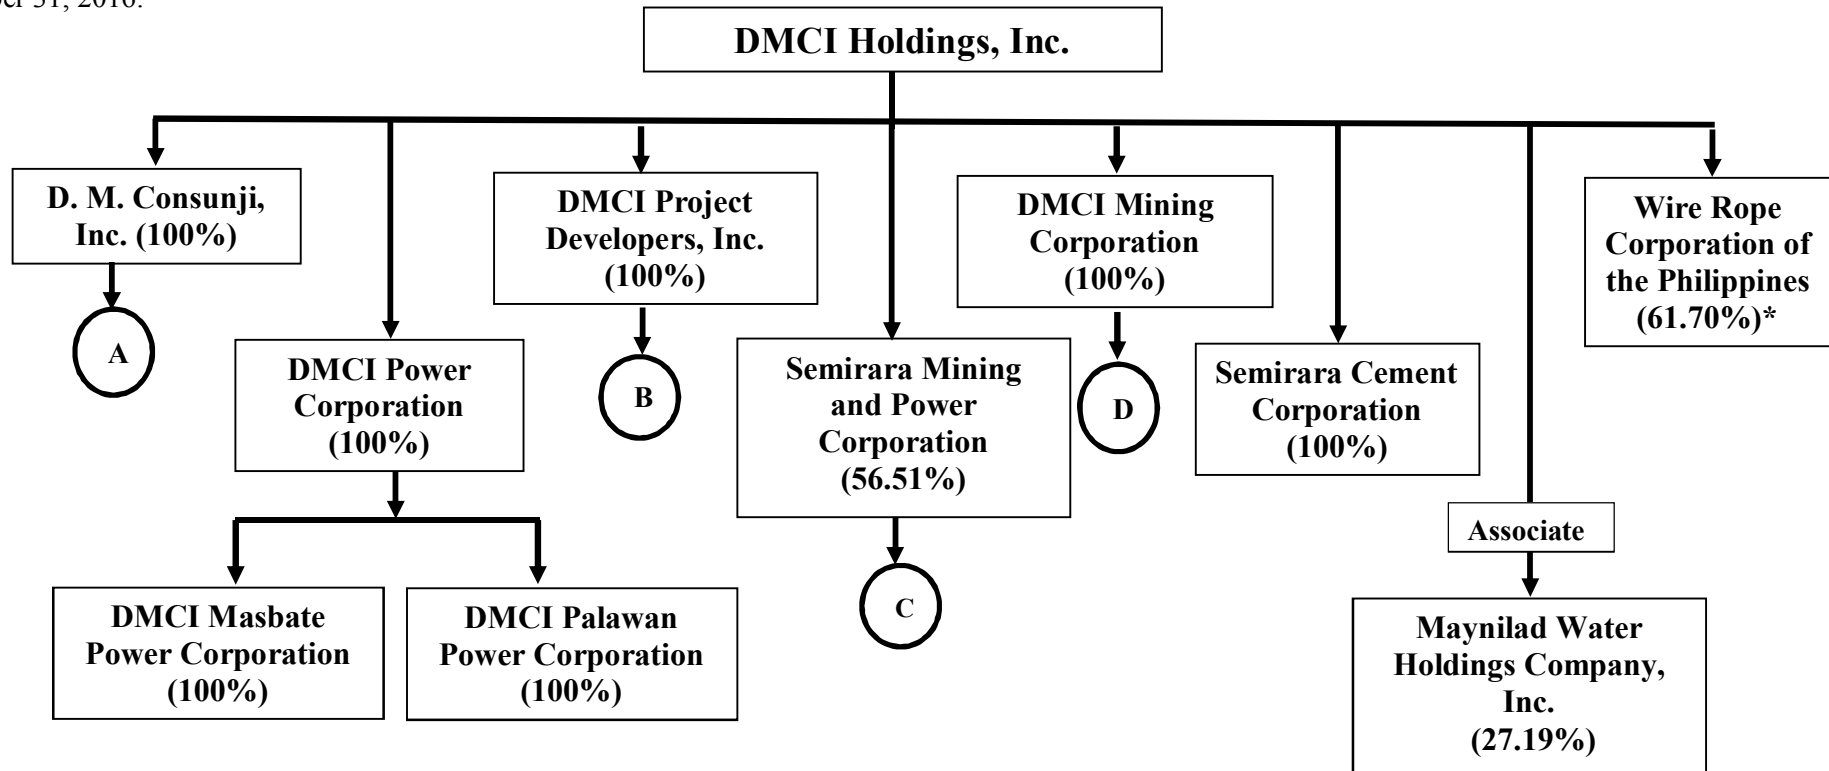 31, 2016.
DMCI Holdings, Inc.
D. M. Consunji,
Inc. (100%)
A
DMCI Power
Corporation
(100%)
DMCI Masbate
Power Corporation
(100%)
DMCI Palawan
Power Corporation
(100%)
DMCI Project
Developers, Inc.
(100%)
B
Semirara Mining
and Power
Corporation
(56.51%)
C
DMCI Mining
Corporation
(100%)
D
Semirara Cement
Corporation
(100%)
Associate
Maynilad Water
Holdings Company,
Inc.
(27.19%)
Wire Rope
Corporation of
the Philippines
(61.70%)*